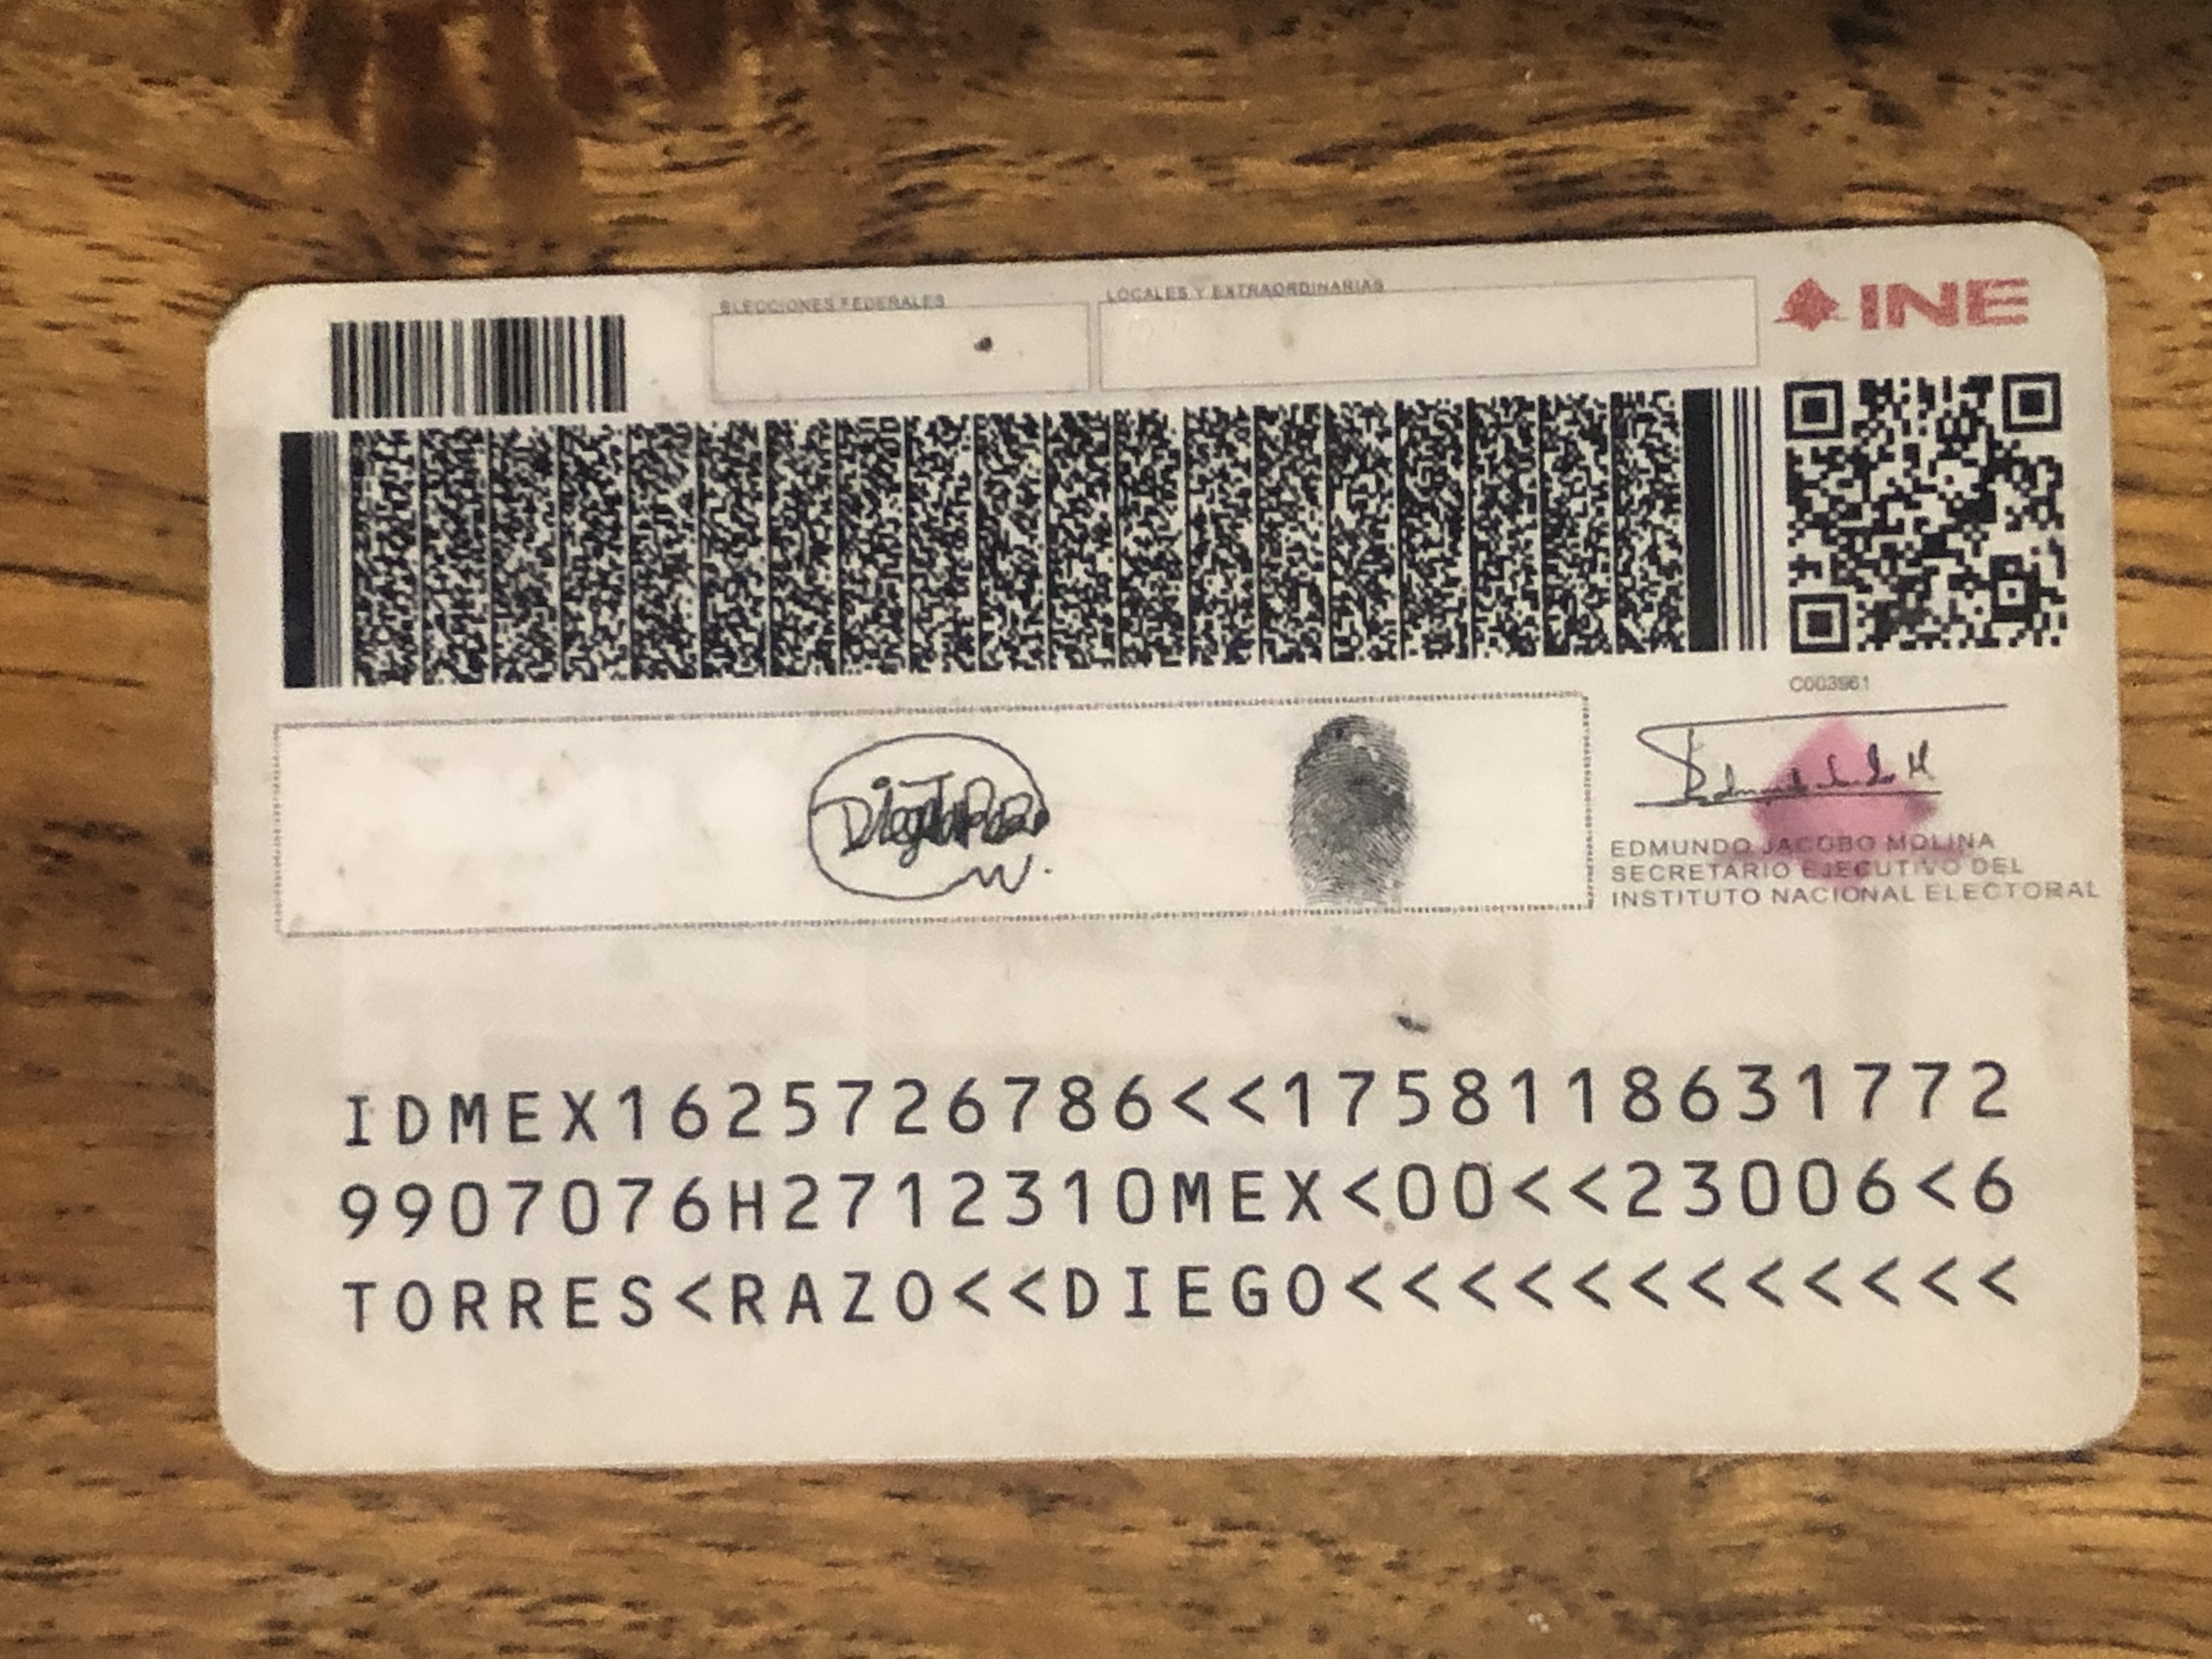 ELECCIONES FEDERALES
LOCALES Y EXTRAORDINARIAS
INE
C003561
EDMUNDO JACOBO MOLINA
SECRETARIO EJECUTIVO DEL
INSTITUTO NACIONAL ELECTORAL
IDMEX1625726786<<1758118631772
9907076H2712310MEX<00<<23006<6
TORRES<RAZO<<DIEGO<<<<<<<<<<<<